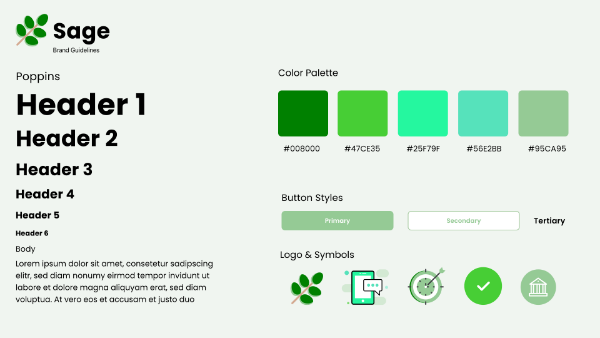 Sage
Brand Guidelines
Poppins
Header 1
Header 2
Header 3
Header 4
Header 5
Header 6
Body
Lorem ipsum dolor sit amet, consetetur sadipscing
elitr, sed diam nonumy eirmod tempor invidunt ut
labore et dolore magna aliquyam erat, sed diam
voluptua. At vero eos et accusam et justo duo
Color Palette
#008000
#47CE35
#25F79F
#56E2BB
#95CA95
Button Styles
Primary
Secondary
Tertiary
Logo & Symbols